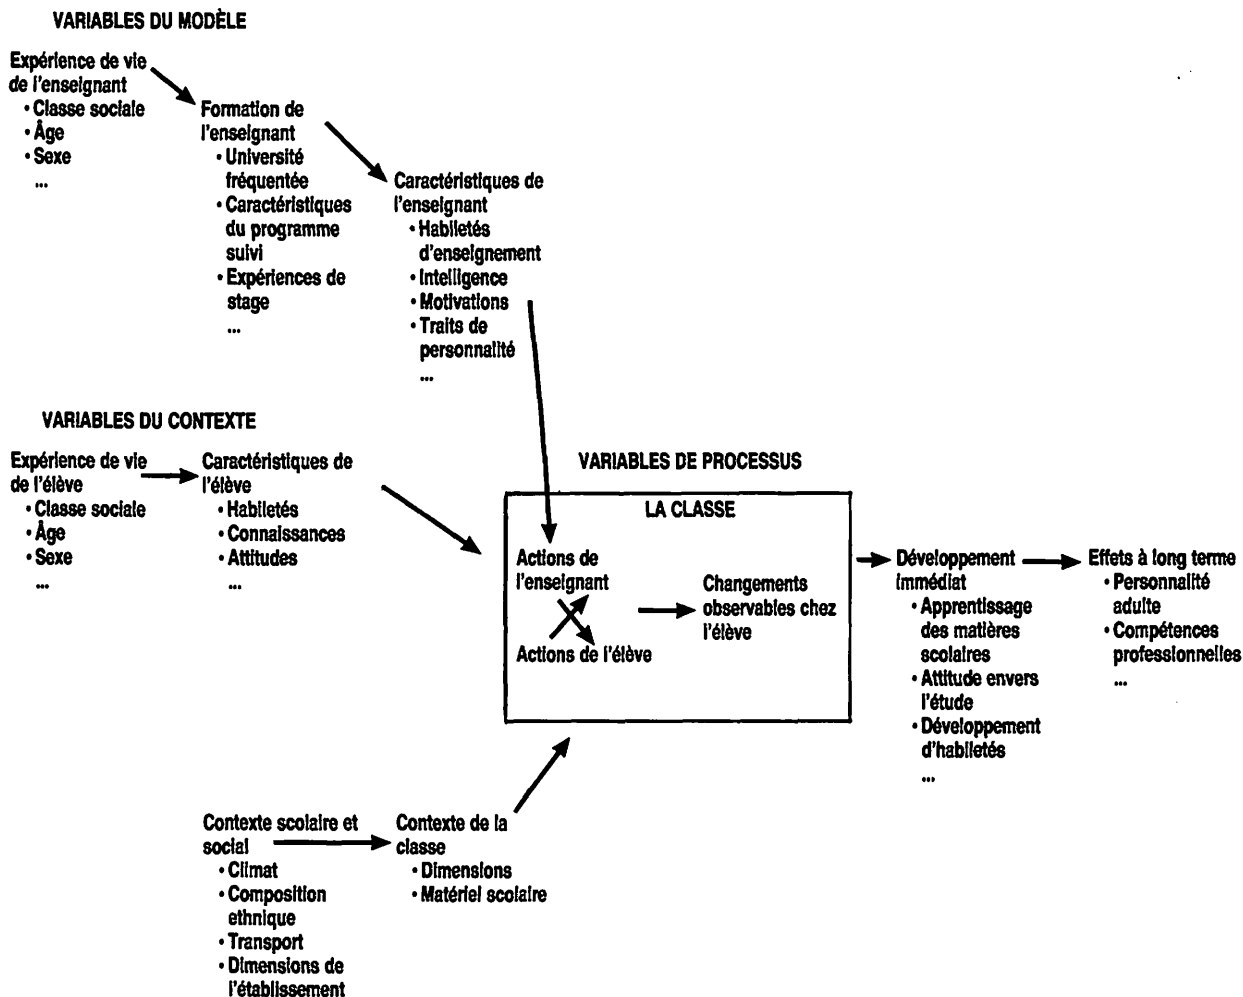 VARIABLES DU MODÈLE
Expérience de vie
de l'enseignant
• Classe sociale
• Âge
• Sexe
...
Formation de
l'enseignant
• Université
fréquentée
• Caractéristiques
du programme
suivi
• Expériences de
stage
...
Caractéristiques de
l'enseignant
• Habiletés
d'enseignement
• Intelligence
• Motivations
• Traits de
personnalité
...
VARIABLES DU CONTEXTE
Expérience de vie
de l'élève
• Classe sociale
• Âge
• Sexe
...
Caractéristiques de
l'élève
• Habiletés
• Connaissances
• Attitudes
...
VARIABLES DE PROCESSUS
LA CLASSE
Actions de
l'enseignant
Actions de l'élève
Changements
observables chez
l'élève
Développement
immédiat
• Apprentissage
des matières
scolaires
• Attitude envers
l'étude
• Développement
d'habiletés
...
Effets à long terme
• Personnalité
adulte
• Compétences
professionnelles
...
Contexte scolaire et
social
• Climat
• Composition
ethnique
• Transport
• Dimensions de
l'établissement
Contexte de la
classe
• Dimensions
• Matériel scolaire